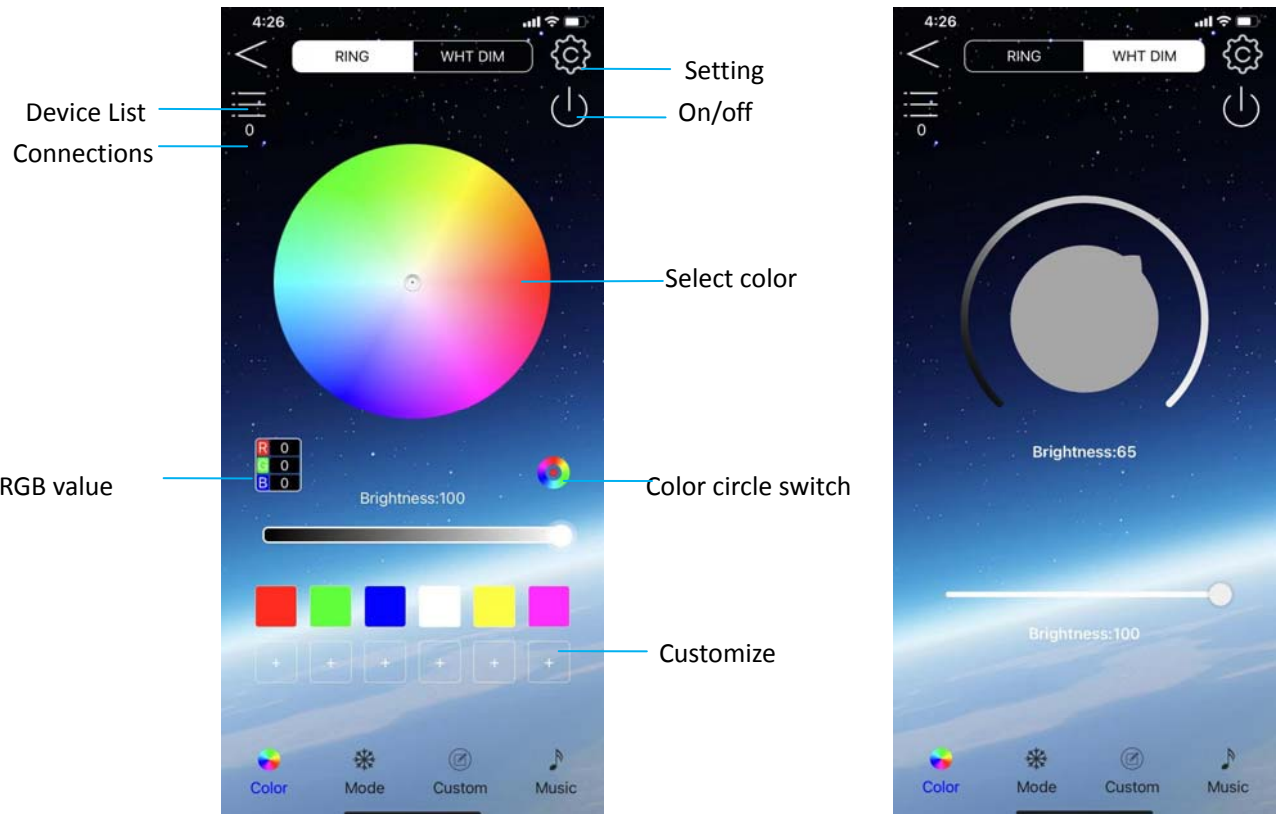 4:26
RING WHT DIM
Setting
Device List
On/off
0
Connections
Select color
R 0
G 0
B 0
RGB value
Color circle switch
Brightness:100
Customize
+ + + + + +
Color Mode Custom Music
4:26
RING WHT DIM
0
Brightness:65
Brightness:100
Color Mode Custom Music